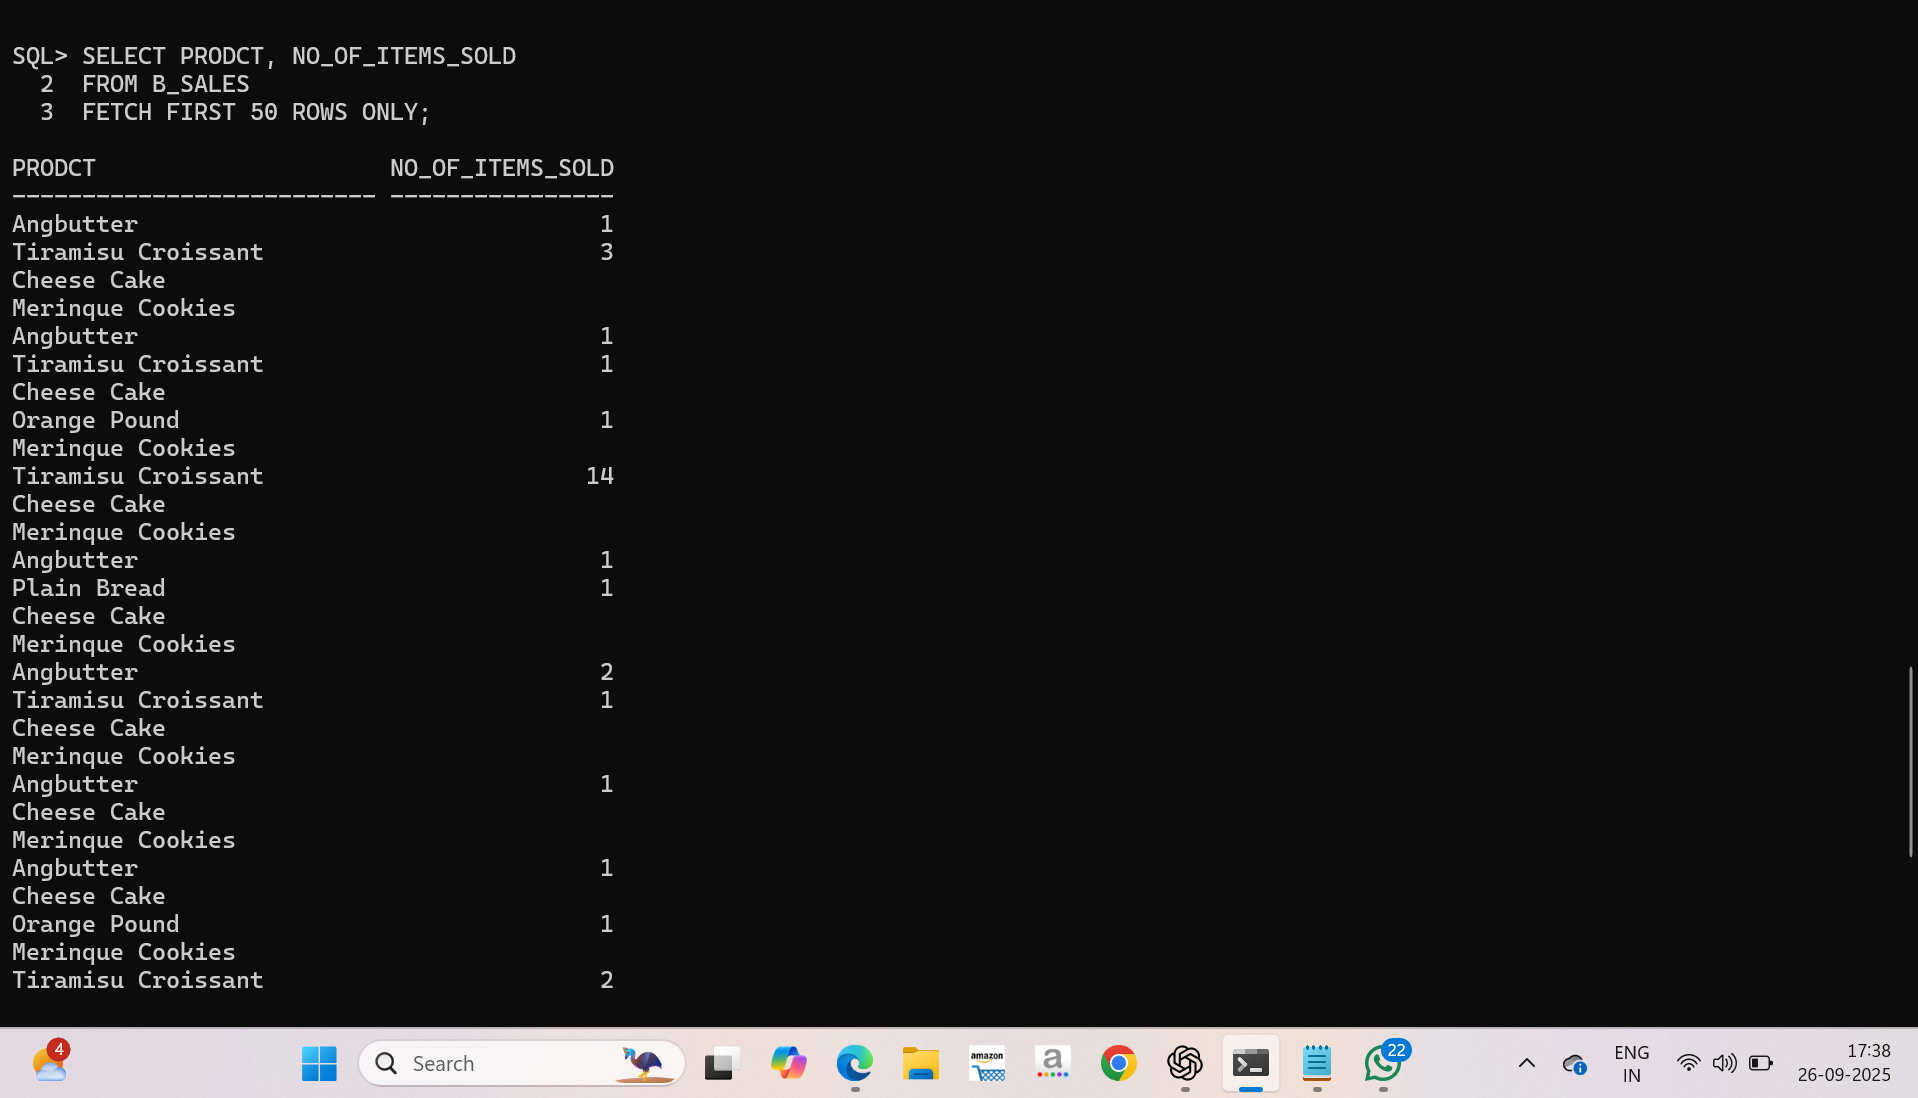 SQL> SELECT PRODCT, NO_OF_ITEMS_SOLD
2 FROM B_SALES
3 FETCH FIRST 50 ROWS ONLY;
PRODCT NO_OF_ITEMS_SOLD
-------------------------- ----------------
Angbutter 1
Tiramisu Croissant 3
Cheese Cake
Merinque Cookies
Angbutter 1
Tiramisu Croissant 1
Cheese Cake
Orange Pound 1
Merinque Cookies
Tiramisu Croissant 14
Cheese Cake
Merinque Cookies
Angbutter 1
Plain Bread 1
Cheese Cake
Merinque Cookies
Angbutter 2
Tiramisu Croissant 1
Cheese Cake
Merinque Cookies
Angbutter 1
Cheese Cake
Merinque Cookies
Angbutter 1
Cheese Cake
Orange Pound 1
Merinque Cookies
Tiramisu Croissant 2
4
Search
amazon
a
22
ENG
IN
17:38
26-09-2025